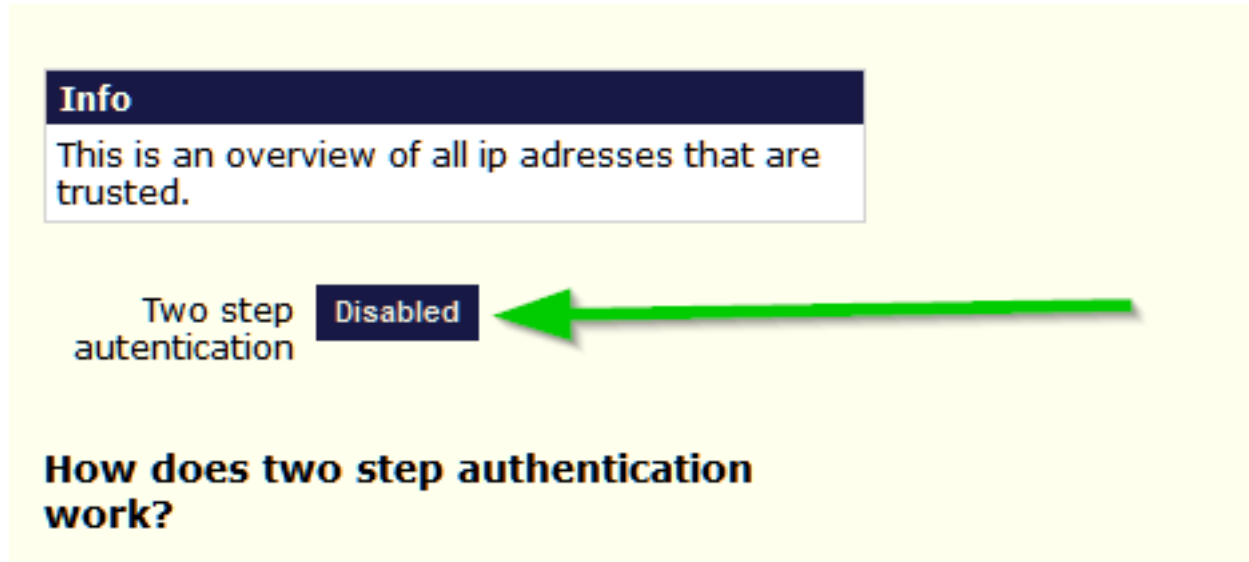 Info
This is an overview of all ip adresses that are
trusted.
Two step
autentication
Disabled
How does two step authentication
work?